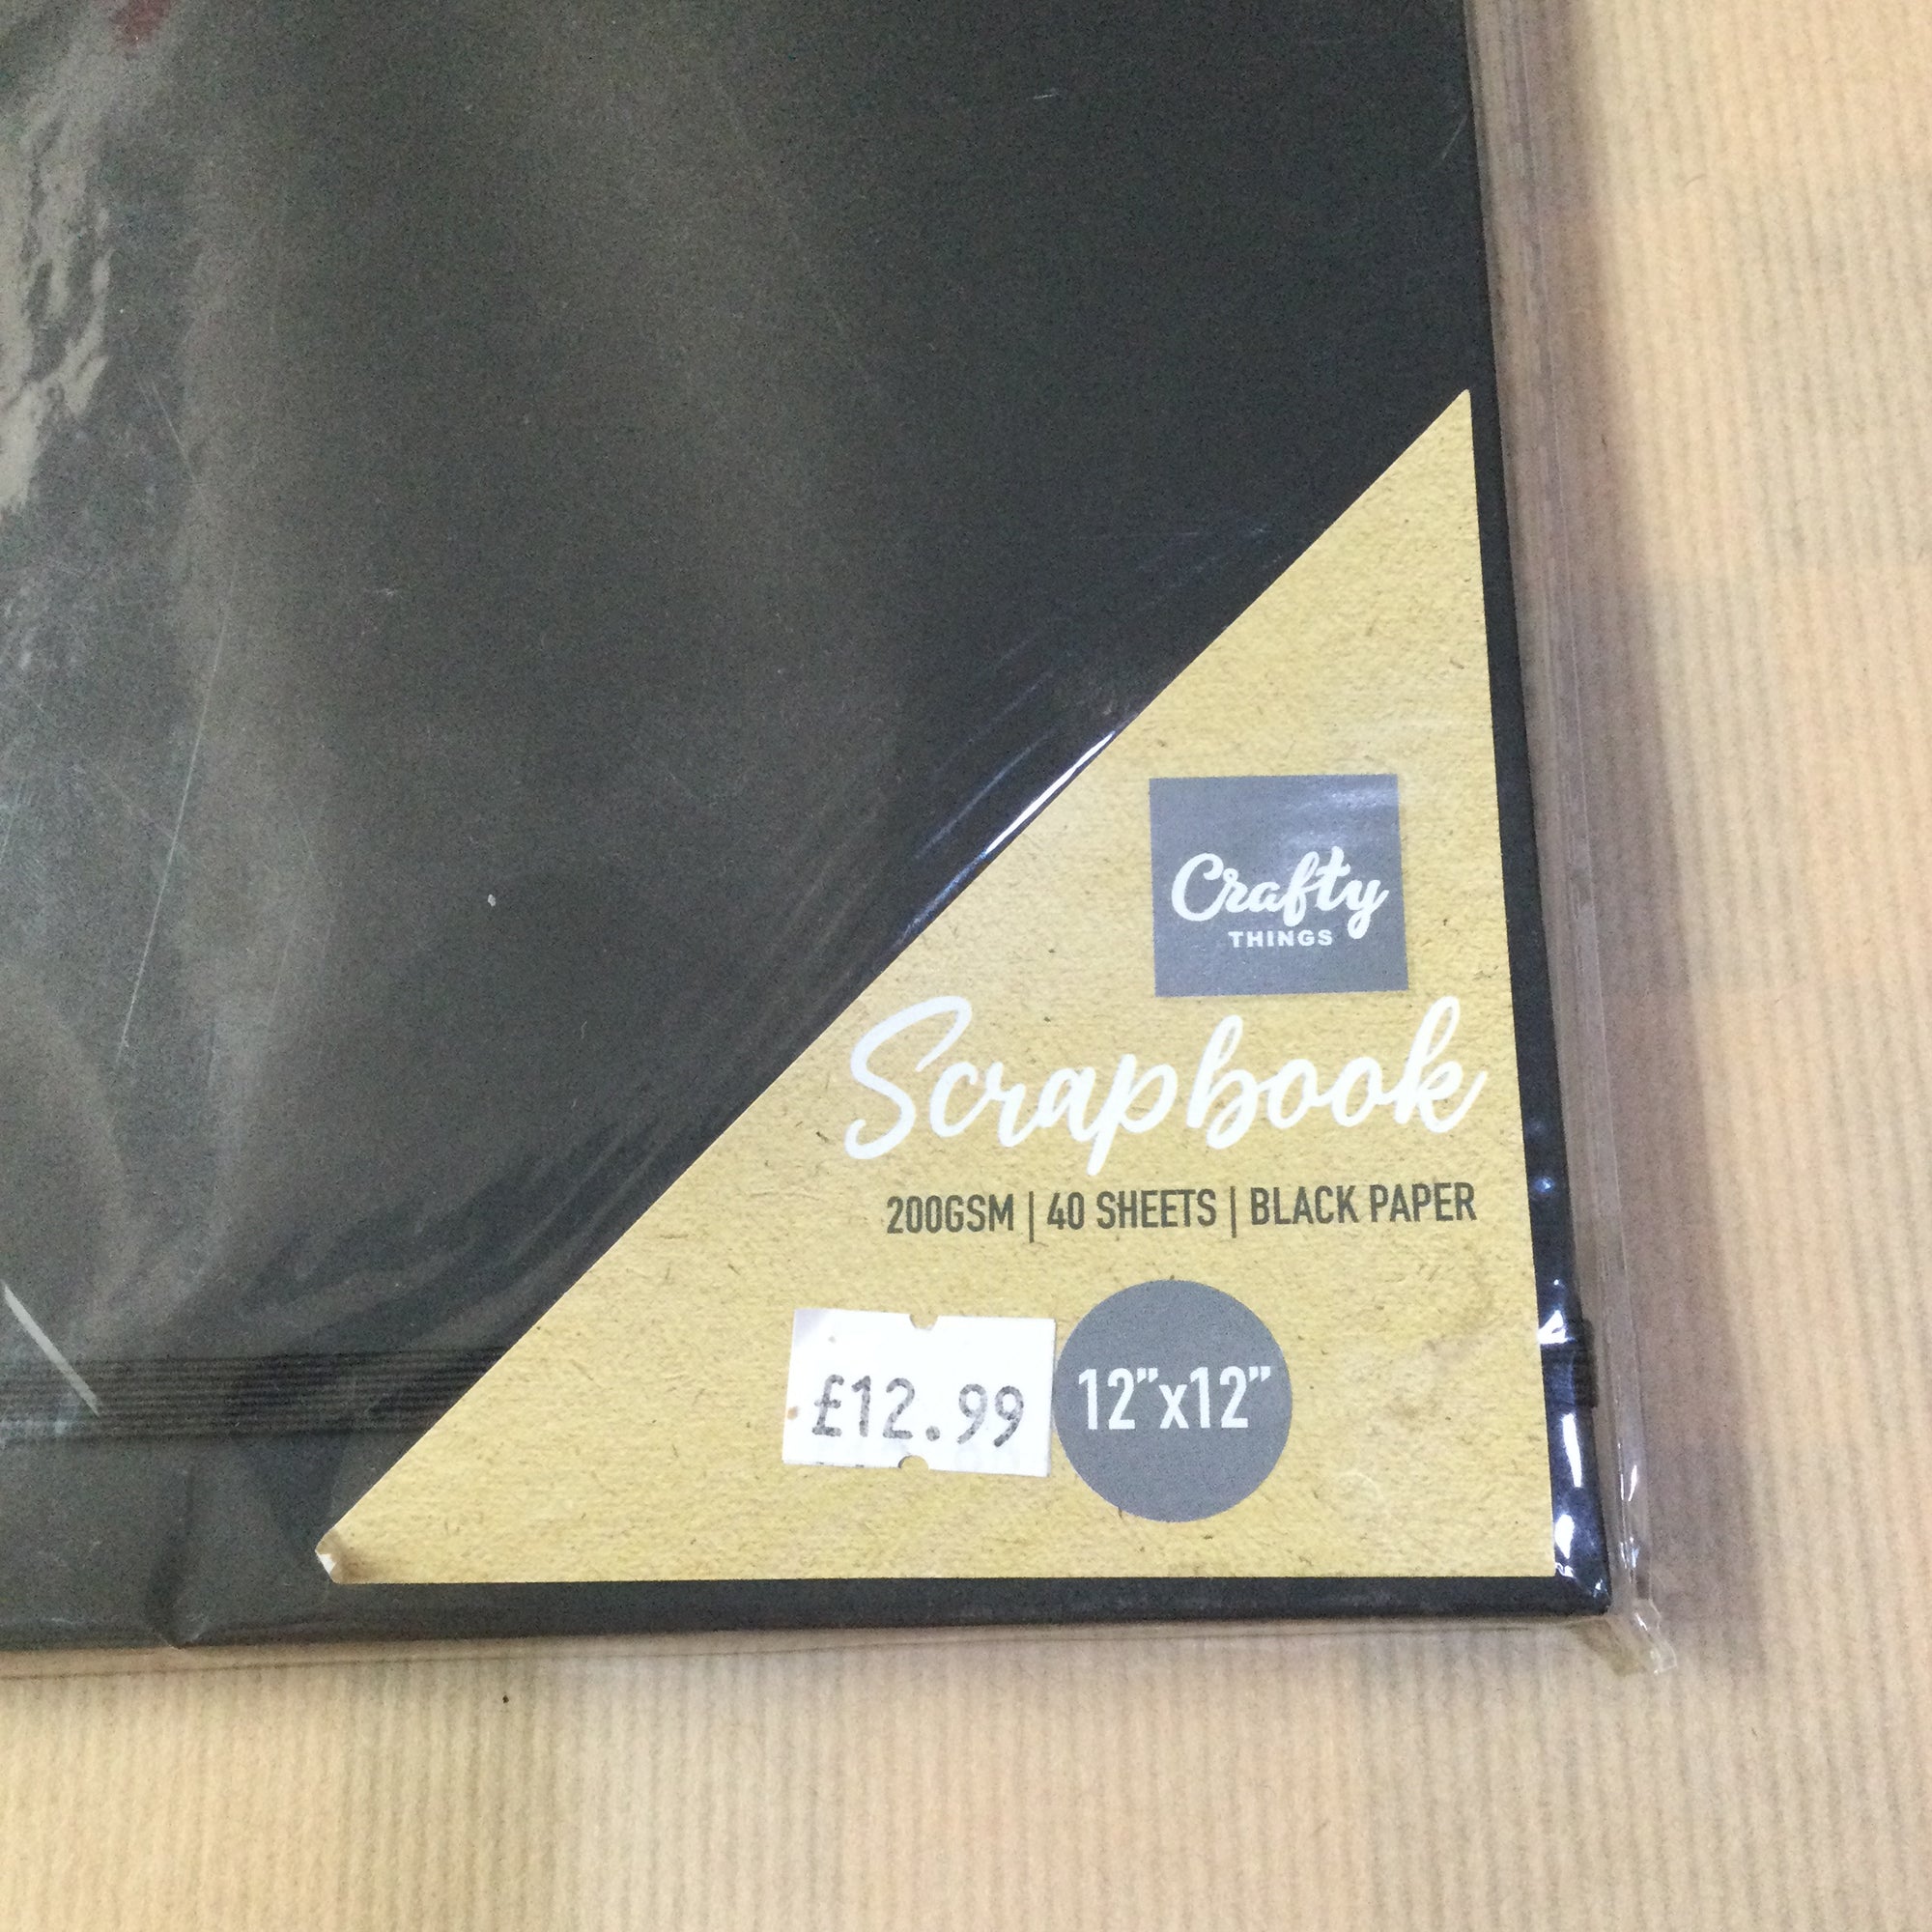 Crafty
THINGS
Scrapbook
200GSM | 40 SHEETS | BLACK PAPER
£12.99
12"x12"